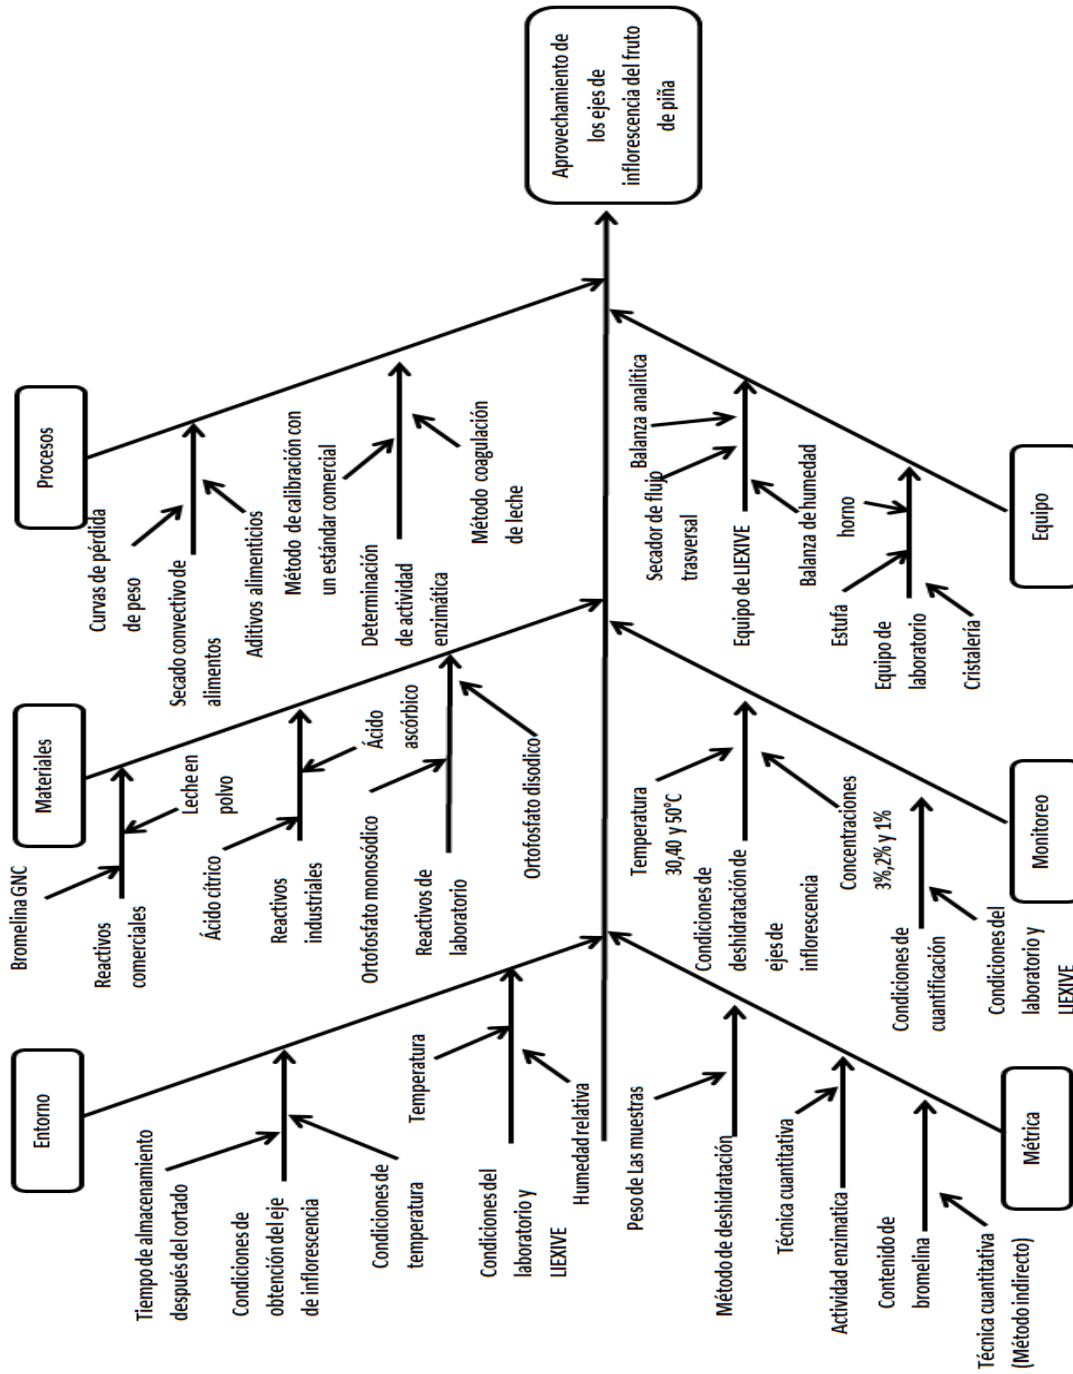 Entorno
Tiempo de almacenamiento
después del cortado
Condiciones de
obtención del eje
de inflorescencia
Condiciones de
temperatura
Temperatura
Condiciones del
laboratorio y
LIEXIVE
Humedad relativa
Materiales
Bromelina GNC
Reactivos
comerciales
Leche en
polvo
Ácido cítrico
Reactivos
industriales
Ácido
ascórbico
Ortofosfato monosódico
Reactivos de
laboratorio
Ortofosfato disodico
Procesos
Curvas de pérdida
de peso
Secado convectivo de
alimentos
Aditivos alimenticios
Método de calibración con
un estándar comercial
Determinación
de actividad
enzimática
Método coagulación
de leche
Aprovechamiento de
los ejes de
inflorescencia del fruto
de piña
Peso de Las muestras
Método de deshidratación
Técnica cuantitativa
Actividad enzimatica
Contenido de
bromelina
Técnica cuantitativa
(Método indirecto)
Métrica
Temperatura
30,40 y 50°C
Condiciones de
deshidratación de
ejes de
inflorescencia
Concentraciones
3%,2% y 1%
Condiciones de
cuantificación
Condiciones del
laboratorio y
LIEXIVE
Monitoreo
Balanza analítica
Secador de flujo
trasversal
Equipo de LIEXIVE
Balanza de humedad
horno
Estufa
Equipo de
laboratorio
Cristalería
Equipo